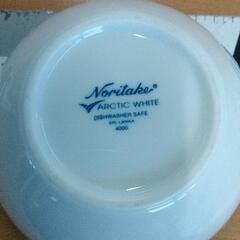 Noritake®
ARCTIC WHITE
DISHWASHER SAFE
SRI LANKA
4000